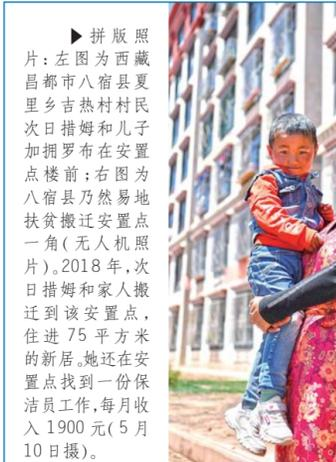 ▶拼版照
片：左图为西藏
昌都市八宿县夏
里乡吉热村村民
次日措姆和儿子
加拥罗布在安置
点楼前；右图为
八宿县乃然易地
扶贫搬迁安置点
一角(无人机照
片)。2018年，次
日措姆和家人搬
迁到该安置点，
住进75平方米
的新居。她还在安
置点找到一份保
洁员工作，每月收
入1900元(5月
10日摄)。